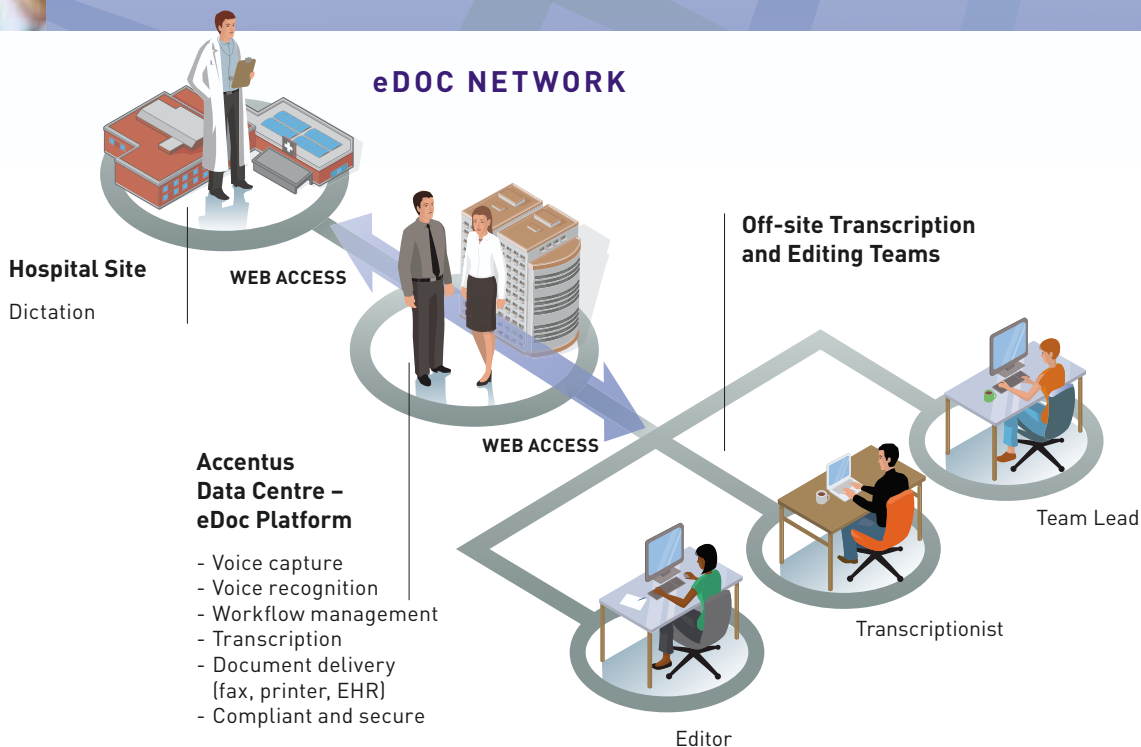 eDOC NETWORK
Hospital Site
Dictation
WEB ACCESS
Accentus
Data Centre –
eDoc Platform
- Voice capture
- Voice recognition
- Workflow management
- Transcription
- Document delivery
(fax, printer, EHR)
- Compliant and secure
WEB ACCESS
Off-site Transcription
and Editing Teams
Team Lead
Transcriptionist
Editor